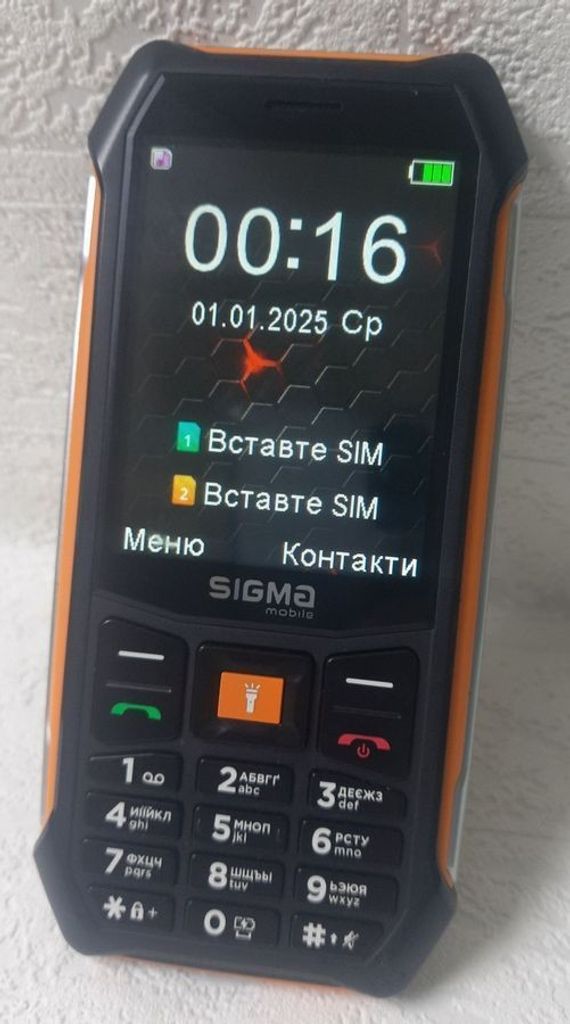 00:16
01.01.2025 Ср
1 Вставте SIM
2 Вставте SIM
Меню Контакти
SIGMA
mobile
1
2 АБВГґ abc
3 ДЕЄЖЗ def
4 ИІЇЙКЛ ghi
5 МНОП jkl
6 РСТУ mno
7 ФХЦЧ pqrs
8 ШЩЪЫ tuv
9 ЬЭЮЯ wxyz
* +
0
#